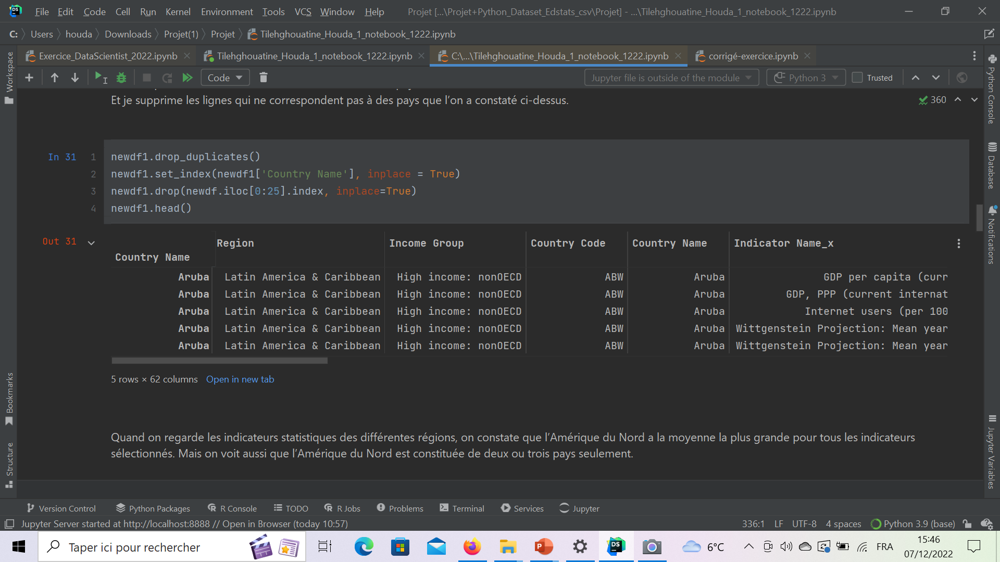 File Edit Code Cell Run Kernel Environment Tools VCS Window Help Projet [...\Projet+Python_Dataset_Edstats_csv\Projet] - ...\Tilehghouatine_Houda_1_notebook_1222.ipynb
C: Users houda Downloads Projet(1) Projet Tilehghouatine_Houda_1_notebook_1222.ipynb
Exercice_DataScientist_2022.ipynb Tilehghouatine_Houda_1_notebook_1222.ipynb C:\...\Tilehghouatine_Houda_1_notebook_1222.ipynb corrigé-exercice.ipynb
Code Jupyter file is outside of the module Python 3 Trusted
Workspace
Python Console
Database
Notifications
Et je supprime les lignes qui ne correspondent pas à des pays que l'on a constaté ci-dessus.
360
In 31
1 newdf1.drop_duplicates()
2 newdf1.set_index(newdf1['Country Name'], inplace = True)
3 newdf1.drop(newdf.iloc[0:25].index, inplace=True)
4 newdf1.head()
Out 31
Region Income Group Country Code Country Name Indicator Name_x
Country Name
Aruba Latin America & Caribbean High income: nonOECD ABW Aruba GDP per capita (curr
Aruba Latin America & Caribbean High income: nonOECD ABW Aruba GDP, PPP (current internat
Aruba Latin America & Caribbean High income: nonOECD ABW Aruba Internet users (per 100
Aruba Latin America & Caribbean High income: nonOECD ABW Aruba Wittgenstein Projection: Mean year
Aruba Latin America & Caribbean High income: nonOECD ABW Aruba Wittgenstein Projection: Mean year
5 rows × 62 columns Open in new tab
Quand on regarde les indicateurs statistiques des différentes régions, on constate que l'Amérique du Nord a la moyenne la plus grande pour tous les indicateurs
sélectionnés. Mais on voit aussi que l'Amérique du Nord est constituée de deux ou trois pays seulement.
Bookmarks
Structure
Jupyter Variables
Version Control Python Packages R Console TODO R Jobs Problems Terminal Services Jupyter
Jupyter Server started at http://localhost:8888 // Open in Browser (today 10:57) 336:1 LF UTF-8 4 spaces Python 3.9 (base)
Taper ici pour rechercher
DS
6°C
FRA
15:46
07/12/2022